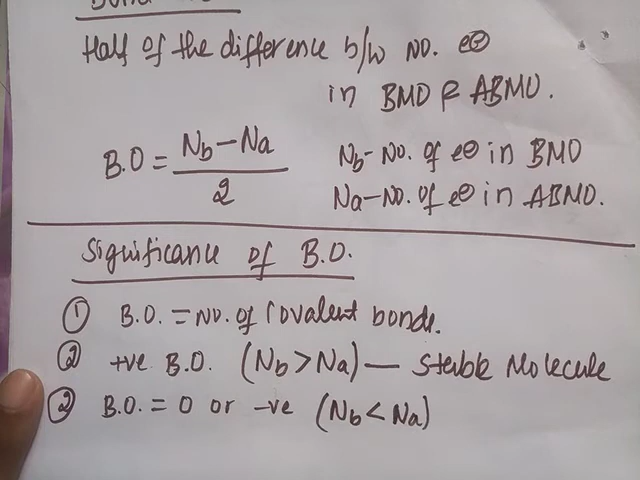 Half of the difference b/w NO. e⊖
in BMO & ABMO.
B.O = Nb-Na / 2
Nb- No. of e⊖ in BMO
Na-NO. of e⊖ in ABMO.
Significance of B.O.
① B.O. = NO. of Covalent bonds.
② +ve B.O. (Nb > Na) — Stable Molecule
② B.O. = 0 or -ve (Nb < Na)